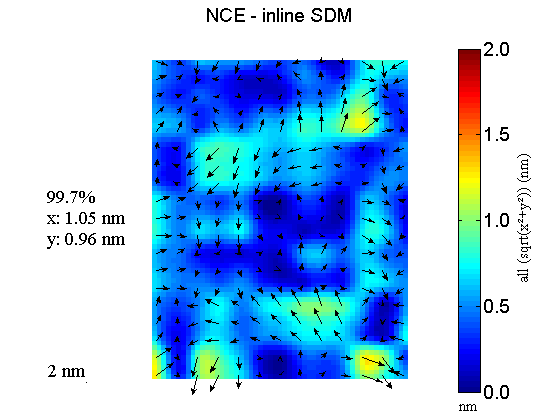 NCE - inline SDM
2.0
1.5
1.0
0.5
0.0
nm
all (sqrt(x²+y²)) (nm)
99.7%
x: 1.05 nm
y: 0.96 nm
2 nm